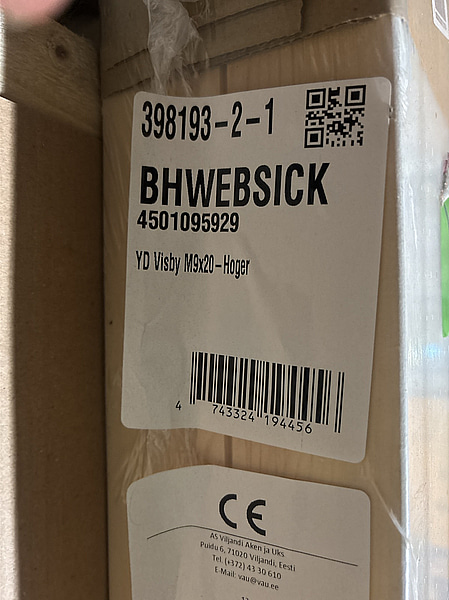 398193-2-1
BHWEBSICK
4501095929
YD Visby M9x20-Hoger
4 743324 194456
CE
AS Viljandi Aken ja Uks
Puidu 6, 71020 Viljandi, Eesti
Tel. (+372) 43 30 610
E-Mail: vau@vau.ee